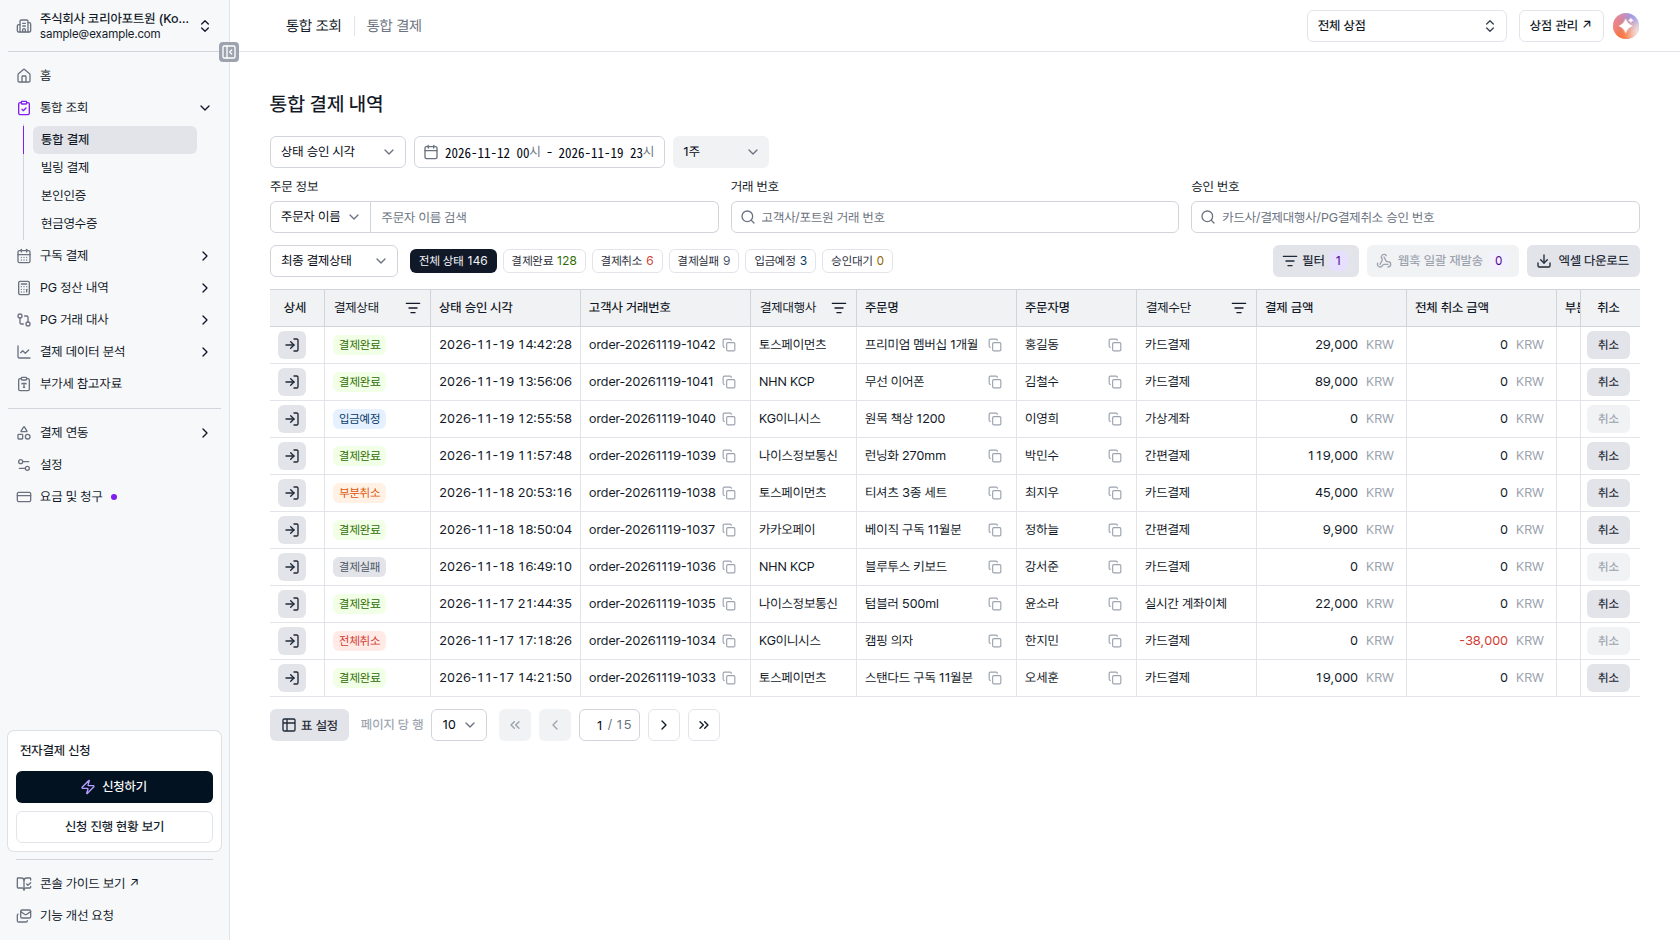 주식회사 코리아포트원 (Ko...
sample@example.com
홈
통합 조회
통합 결제
빌링 결제
본인인증
현금영수증
구독 결제
PG 정산 내역
PG 거래 대사
결제 데이터 분석
부가세 참고자료
결제 연동
설정
요금 및 청구
전자결제 신청
신청하기
신청 진행 현황 보기
콘솔 가이드 보기
기능 개선 요청
통합 조회 통합 결제
전체 상점 상점 관리
통합 결제 내역
상태 승인 시각 2026-11-12 00시 - 2026-11-19 23시 1주
주문 정보 거래 번호 승인 번호
주문자 이름 주문자 이름 검색 고객사/포트원 거래 번호 카드사/결제대행사/PG결제취소 승인 번호
최종 결제상태 전체 상태 146 결제완료 128 결제취소 6 결제실패 9 입금예정 3 승인대기 0 필터 1 웹훅 일괄 재발송 0 엑셀 다운로드
상세 결제상태 상태 승인 시각 고객사 거래번호 결제대행사 주문명 주문자명 결제수단 결제 금액 전체 취소 금액 부분 취소
결제완료 2026-11-19 14:42:28 order-20261119-1042 토스페이먼츠 프리미엄 멤버십 1개월 홍길동 카드결제 29,000 KRW 0 KRW 취소
결제완료 2026-11-19 13:56:06 order-20261119-1041 NHN KCP 무선 이어폰 김철수 카드결제 89,000 KRW 0 KRW 취소
입금예정 2026-11-19 12:55:58 order-20261119-1040 KG이니시스 원목 책상 1200 이영희 가상계좌 0 KRW 0 KRW 취소
결제완료 2026-11-19 11:57:48 order-20261119-1039 나이스정보통신 런닝화 270mm 박민수 간편결제 119,000 KRW 0 KRW 취소
부분취소 2026-11-18 20:53:16 order-20261119-1038 토스페이먼츠 티셔츠 3종 세트 최지우 카드결제 45,000 KRW 0 KRW 취소
결제완료 2026-11-18 18:50:04 order-20261119-1037 카카오페이 베이직 구독 11월분 정하늘 간편결제 9,900 KRW 0 KRW 취소
결제실패 2026-11-18 16:49:10 order-20261119-1036 NHN KCP 블루투스 키보드 강서준 카드결제 0 KRW 0 KRW 취소
결제완료 2026-11-17 21:44:35 order-20261119-1035 나이스정보통신 텀블러 500ml 윤소라 실시간 계좌이체 22,000 KRW 0 KRW 취소
전체취소 2026-11-17 17:18:26 order-20261119-1034 KG이니시스 캠핑 의자 한지민 카드결제 0 KRW -38,000 KRW 취소
결제완료 2026-11-17 14:21:50 order-20261119-1033 토스페이먼츠 스탠다드 구독 11월분 오세훈 카드결제 19,000 KRW 0 KRW 취소
표 설정 페이지 당 행 10 1 / 15